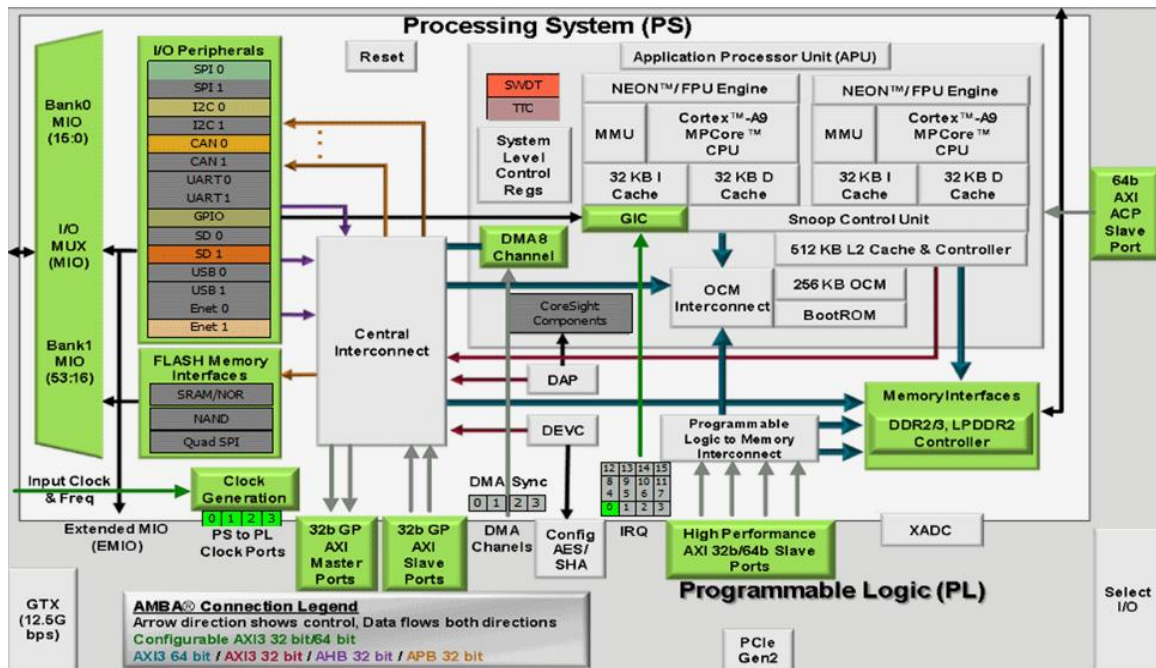 Processing System (PS)
I/O Peripherals
SPI 0
SPI 1
I2C 0
I2C 1
CAN 0
CAN 1
UART 0
UART 1
GPIO
SD 0
SD 1
USB 0
USB 1
Enet 0
Enet 1
FLASH Memory
Interfaces
SRAM/NOR
NAND
Quad SPI
Bank0
MIO
(15:0)
I/O
MUX
(MIO)
Bank1
MIO
(53:16)
Reset
Application Processor Unit (APU)
SWDT
TTC
System
Level
Control
Regs
NEON™/ FPU Engine
MMU
Cortex™-A9
MPCore™
CPU
32 KB I
Cache
32 KB D
Cache
NEON™/ FPU Engine
MMU
Cortex™-A9
MPCore™
CPU
32 KB I
Cache
32 KB D
Cache
GIC
Snoop Control Unit
DMA8
Channel
512 KB L2 Cache & Controller
OCM
Interconnect
256 KB OCM
BootROM
CoreSight
Components
Central
Interconnect
DAP
DEVC
Programmable
Logic to Memory
Interconnect
Memory Interfaces
DDR2/3, LPDDR2
Controller
64b
AXI
ACP
Slave
Port
Input Clock
& Freq
Clock
Generation
0 1 2 3
PS to PL
Clock Ports
Extended MIO
(EMIO)
32b GP
AXI
Master
Ports
32b GP
AXI
Slave
Ports
DMA Sync
0 1 2 3
DMA
Channels
Config
AES/
SHA
12 13 14 15
8 9 10 11
4 5 6 7
0 1 2 3
IRQ
High Performance
AXI 32b/64b Slave
Ports
XADC
Programmable Logic (PL)
GTX
(12.5G
bps)
AMBA® Connection Legend
Arrow direction shows control, Data flows both directions
Configurable AXI3 32 bit/64 bit
AXI3 64 bit / AXI3 32 bit / AHB 32 bit / APB 32 bit
PCIe
Gen2
Select
I/O